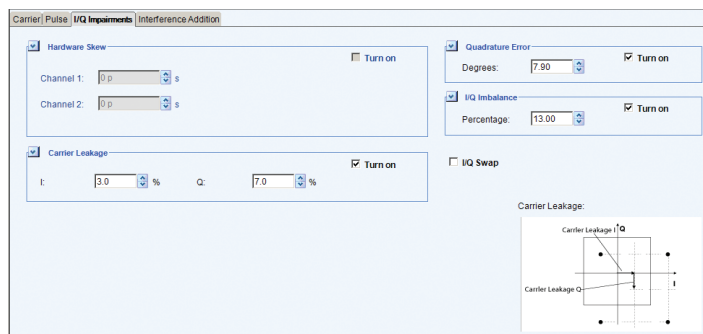 Carrier Pulse I/Q Impairments Interference Addition
Hardware Skew
Turn on
Channel 1: 0 p s
Channel 2: 0 p s
Quadrature Error
Degrees: 7.90 Turn on
I/Q Imbalance
Percentage: 13.00 Turn on
Carrier Leakage
Turn on
I: 3.0 % Q: 7.0 %
I/Q Swap
Carrier Leakage:
Carrier Leakage I Q
I
Carrier Leakage Q